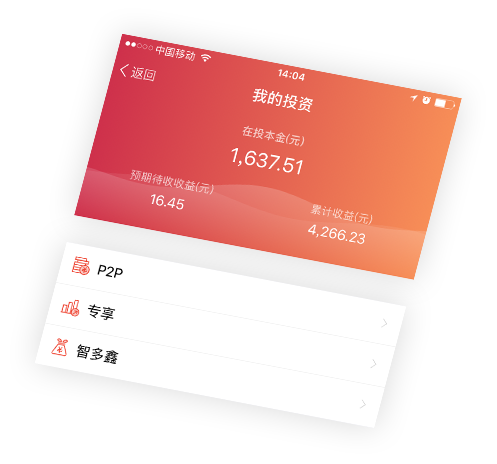 中国移动
14:04
返回
我的投资
在投本金(元)
1,637.51
预期待收收益(元)
16.45
累计收益(元)
4,266.23
P2P
专享
智多鑫